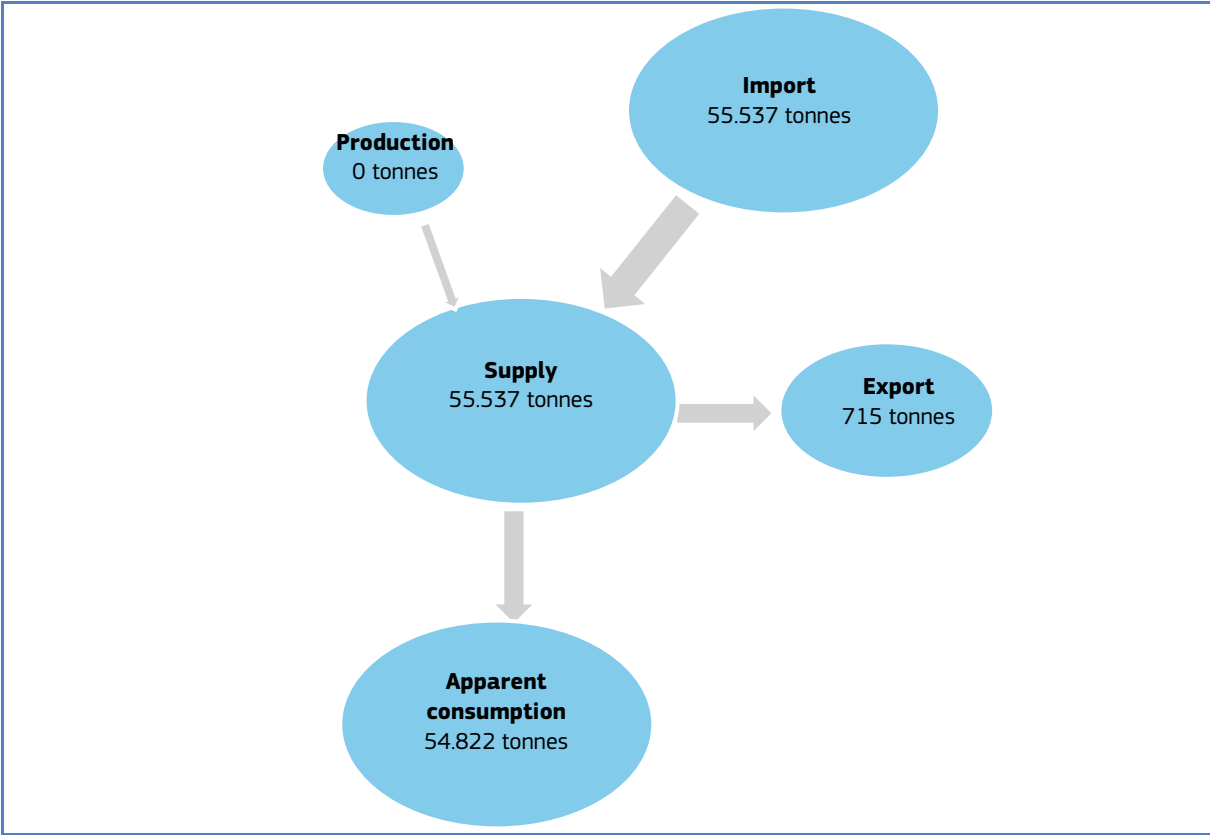 Import
55.537 tonnes
Production
0 tonnes
Supply
55.537 tonnes
Export
715 tonnes
Apparent
consumption
54.822 tonnes